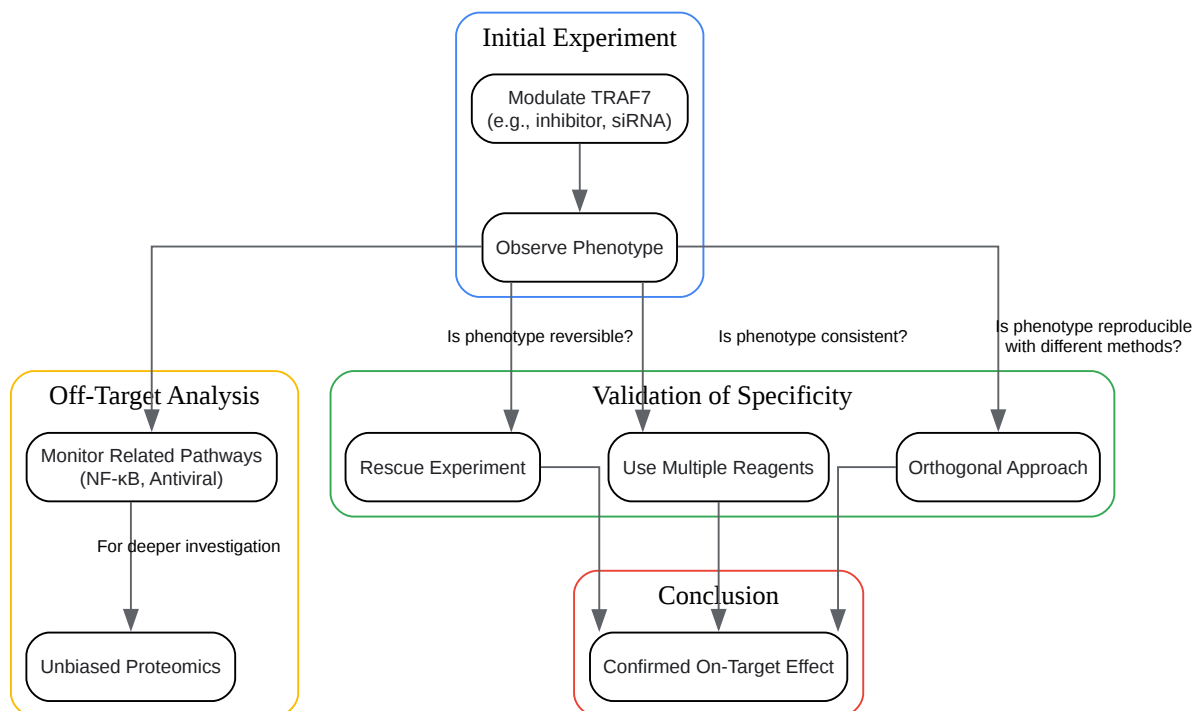 Initial Experiment
Modulate TRAF7
(e.g., inhibitor, siRNA)
Observe Phenotype
Is phenotype reversible?
Is phenotype consistent?
Is phenotype reproducible
with different methods?
Off-Target Analysis
Monitor Related Pathways
(NF-κB, Antiviral)
For deeper investigation
Unbiased Proteomics
Validation of Specificity
Rescue Experiment
Use Multiple Reagents
Orthogonal Approach
Conclusion
Confirmed On-Target Effect